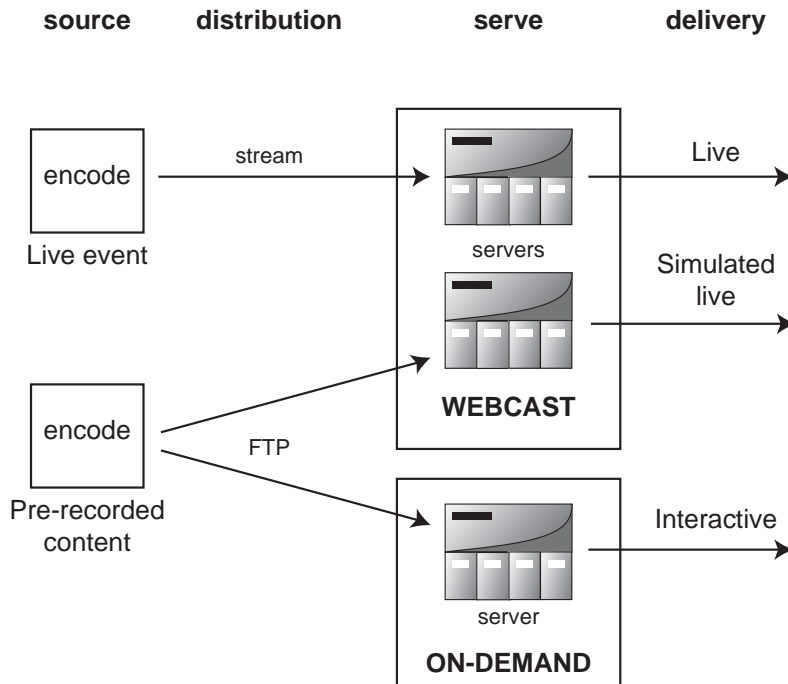 source distribution serve delivery
encode
Live event
stream
servers
Live
Simulated
live
WEBCAST
encode
Pre-recorded
content
FTP
server
ON-DEMAND
Interactive